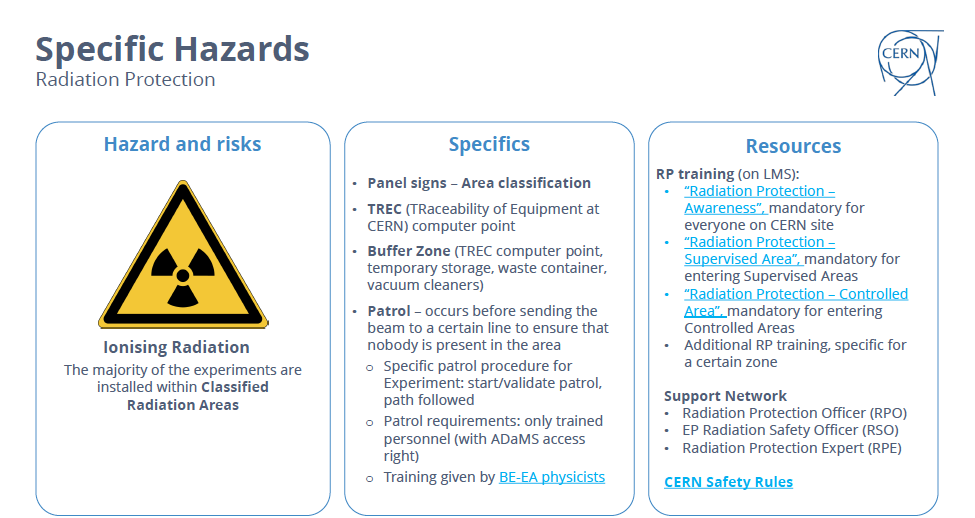 Specific Hazards
Radiation Protection
CERN
Hazard and risks
Ionising Radiation
The majority of the experiments are
installed within Classified
Radiation Areas
Specifics
• Panel signs – Area classification
• TREC (TRaceability of Equipment at
CERN) computer point
• Buffer Zone (TREC computer point,
temporary storage, waste container,
vacuum cleaners)
• Patrol – occurs before sending the
beam to a certain line to ensure that
nobody is present in the area
o Specific patrol procedure for
Experiment: start/validate patrol,
path followed
o Patrol requirements: only trained
personnel (with ADaMS access
right)
o Training given by BE-EA physicists
Resources
RP training (on LMS):
• “Radiation Protection –
Awareness”, mandatory for
everyone on CERN site
• “Radiation Protection –
Supervised Area”, mandatory for
entering Supervised Areas
• “Radiation Protection – Controlled
Area”, mandatory for entering
Controlled Areas
• Additional RP training, specific for
a certain zone
Support Network
• Radiation Protection Officer (RPO)
• EP Radiation Safety Officer (RSO)
• Radiation Protection Expert (RPE)
CERN Safety Rules